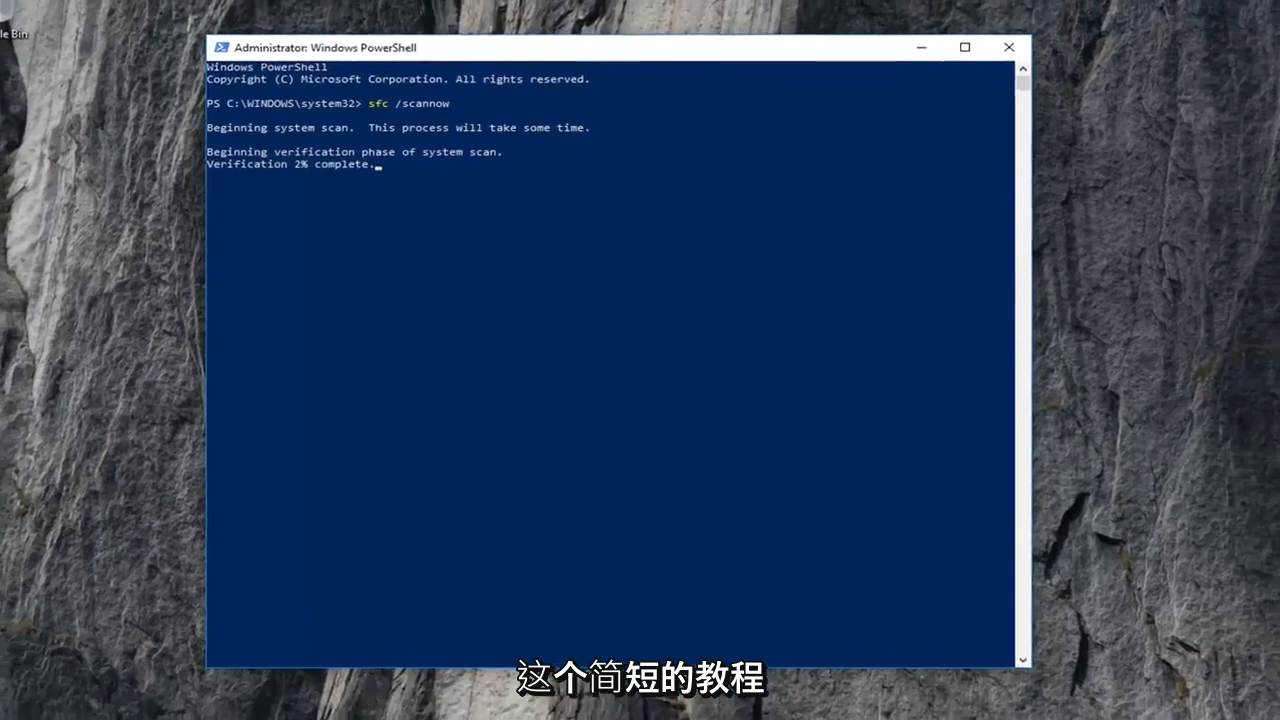 le Bin
Administrator: Windows PowerShell
Windows PowerShell
Copyright (C) Microsoft Corporation. All rights reserved.
PS C:\WINDOWS\system32> sfc /scannow
Beginning system scan.  This process will take some time.
Beginning verification phase of system scan.
Verification 2% complete.
这个简短的教程